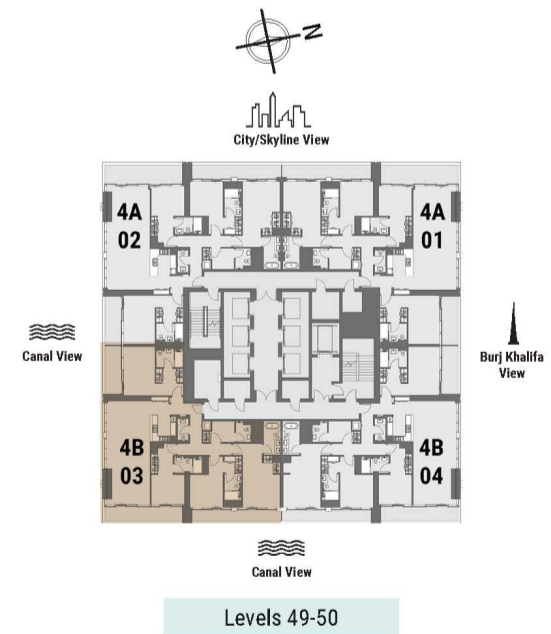 N
City/Skyline View
4A
02
4A
01
Canal View
Burj Khalifa
View
4B
03
4B
04
Canal View
Levels 49-50